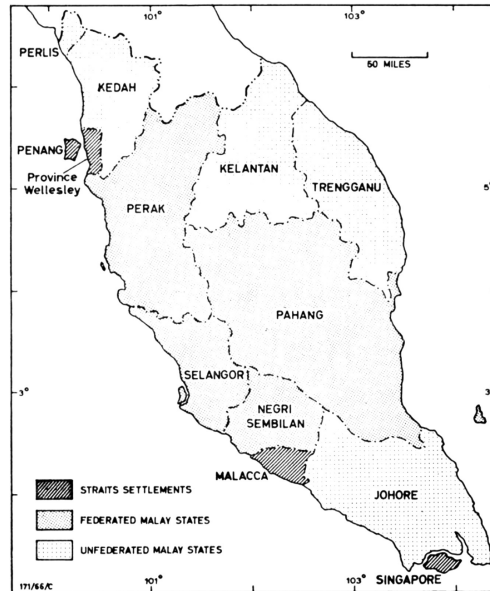 101°
103°
50 MILES
PERLIS
KEDAH
PENANG
Province
Wellesley
KELANTAN
TRENGGANU
5°
PERAK
PAHANG
SELANGOR
3°
3
NEGRI
SEMBILAN
MALACCA
JOHORE
STRAITS SETTLEMENTS
FEDERATED MALAY STATES
UNFEDERATED MALAY STATES
SINGAPORE
171/66/C
101°
103°